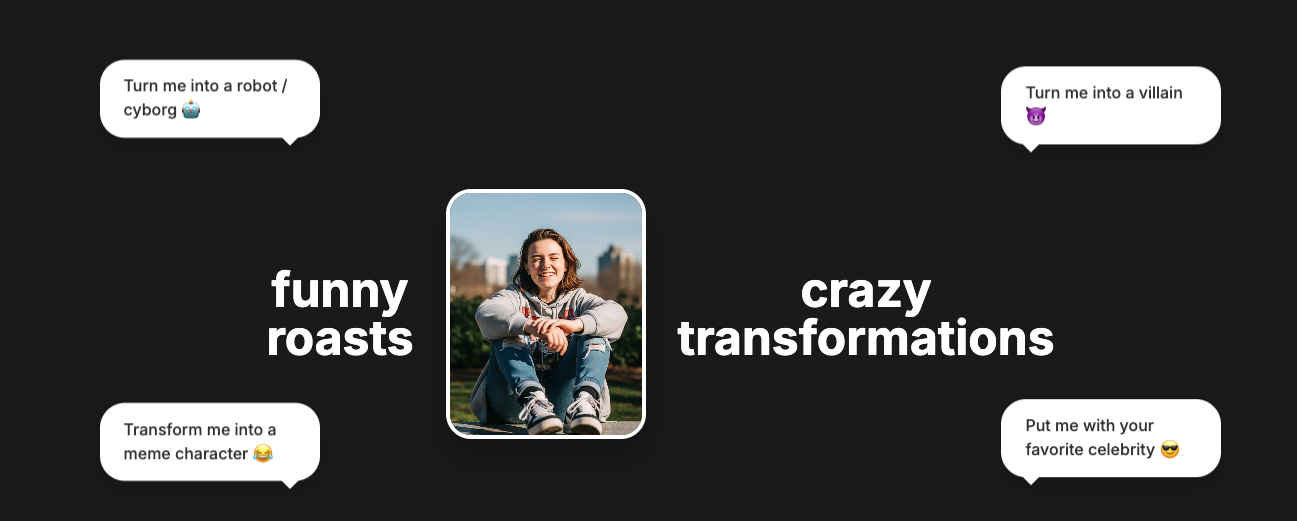 Turn me into a robot /
cyborg 🤖
Turn me into a villain
😈
funny
roasts
crazy
transformations
Transform me into a
meme character 😂
Put me with your
favorite celebrity 😎